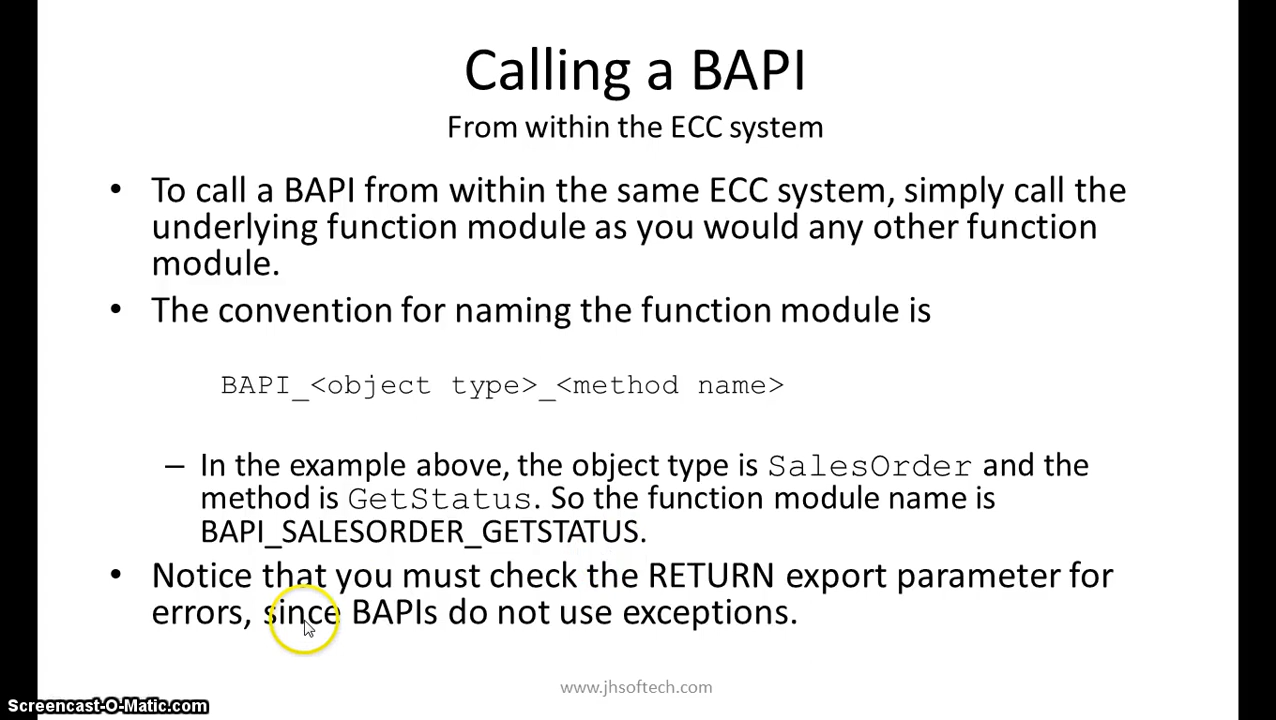 Calling a BAPI
From within the ECC system
• To call a BAPI from within the same ECC system, simply call the
underlying function module as you would any other function
module.
• The convention for naming the function module is
BAPI_<object type>_<method name>
– In the example above, the object type is SalesOrder and the
method is GetStatus. So the function module name is
BAPI_SALESORDER_GETSTATUS.
• Notice that you must check the RETURN export parameter for
errors, since BAPIs do not use exceptions.
www.jhsoftech.com
Screencast-O-Matic.com